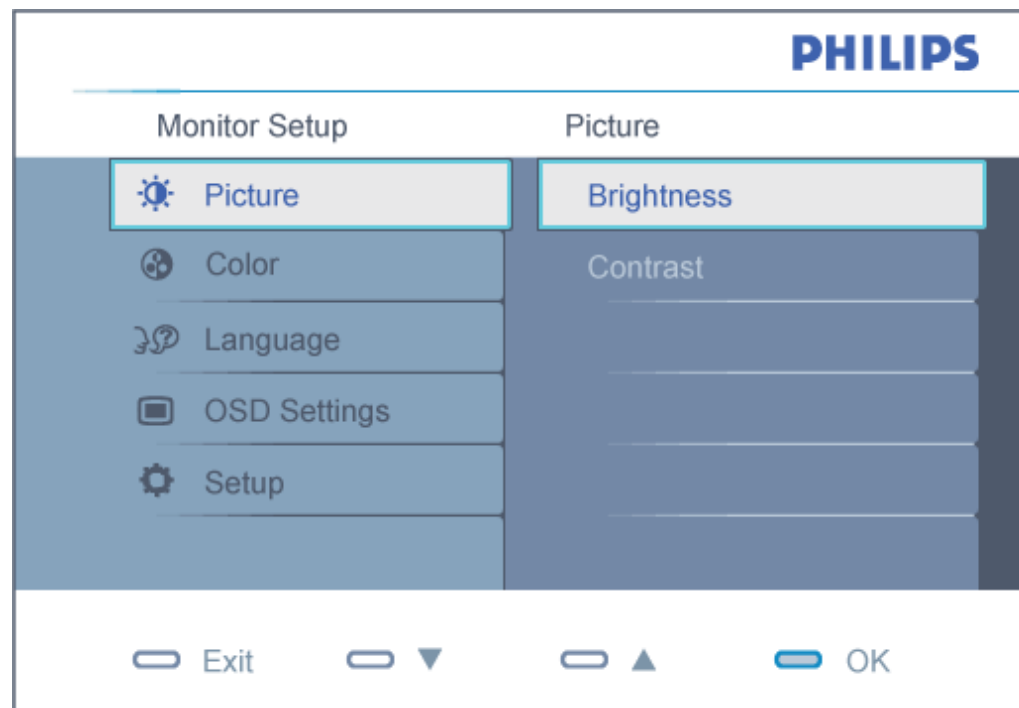 PHILIPS
Monitor Setup Picture
Picture Brightness
Color Contrast
Language
OSD Settings
Setup
Exit ▼ ▲ OK